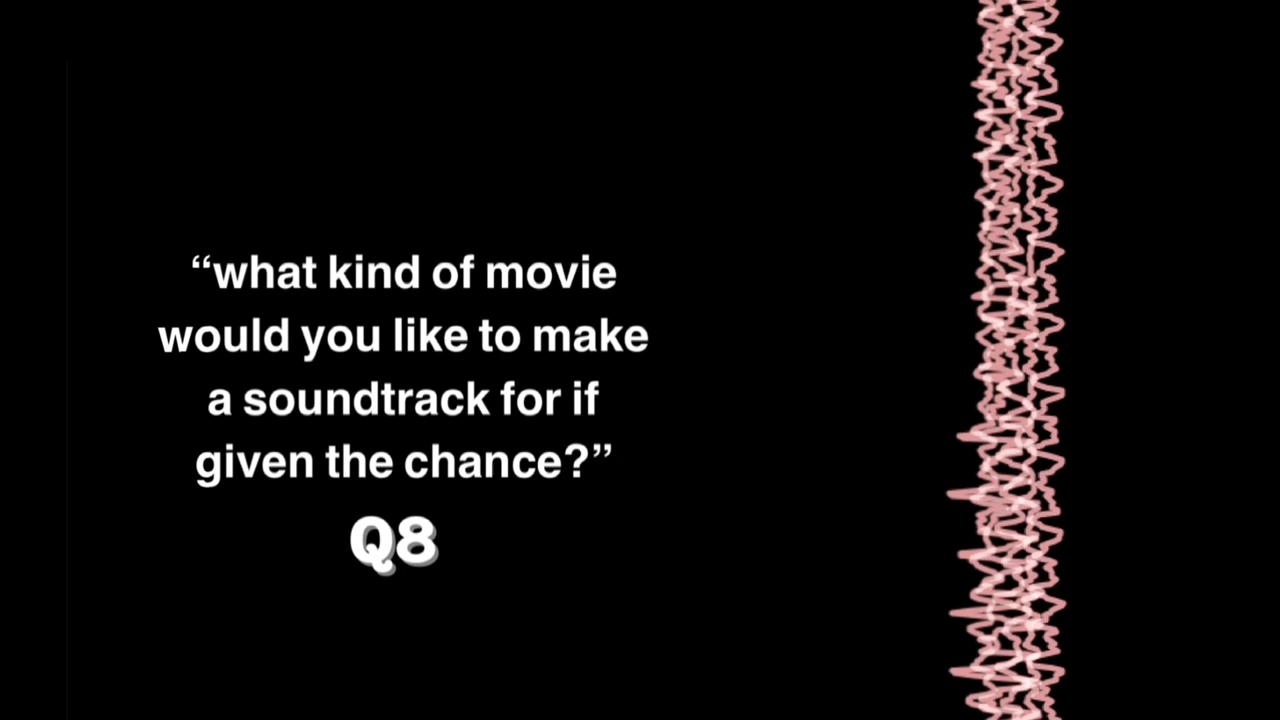 “what kind of movie
would you like to make
a soundtrack for if
given the chance?”
Q8